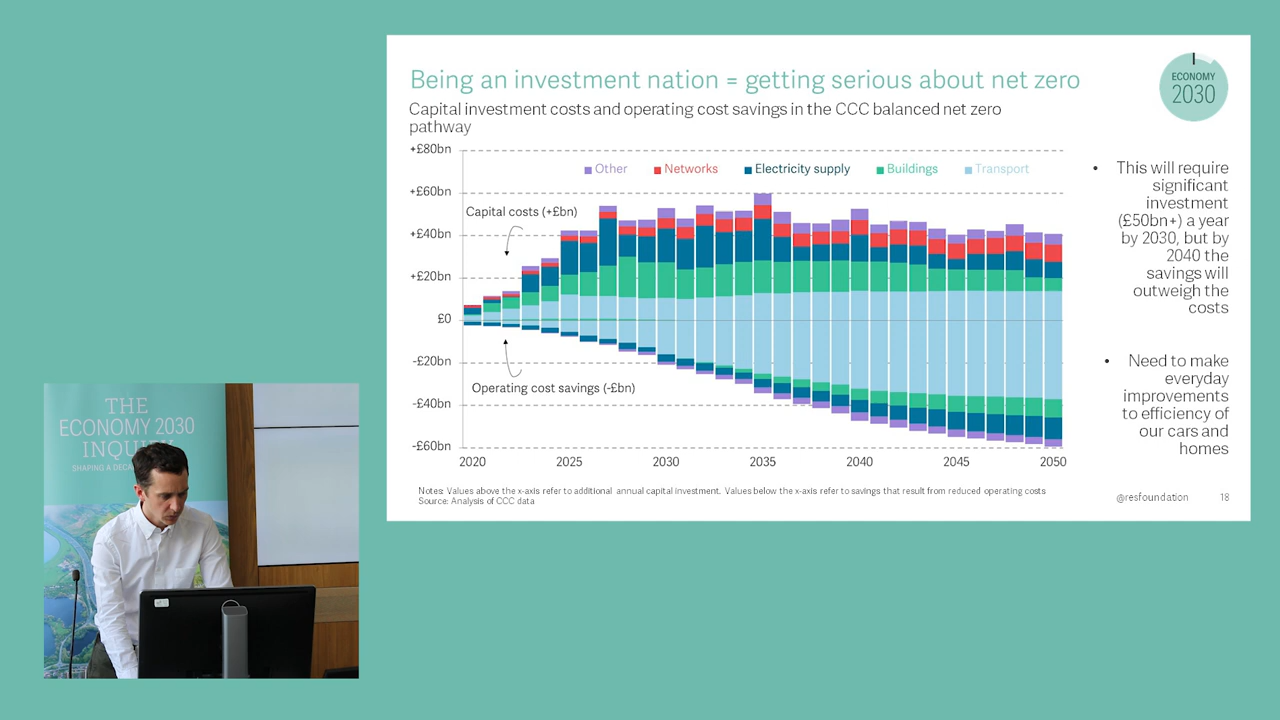 Being an investment nation = getting serious about net zero
Capital investment costs and operating cost savings in the CCC balanced net zero
pathway
ECONOMY
2030
+£80bn
+£60bn
+£40bn
+£20bn
£0
-£20bn
-£40bn
-£60bn
Other
Networks
Electricity supply
Buildings
Transport
Capital costs (+£bn)
Operating cost savings (-£bn)
2020
2025
2030
2035
2040
2045
2050
• This will require
significant
investment
(£50bn+) a year
by 2030, but by
2040 the
savings will
outweigh the
costs
• Need to make
everyday
improvements
to efficiency of
our cars and
homes
Notes: Values above the x-axis refer to additional annual capital investment. Values below the x-axis refer to savings that result from reduced operating costs
Source: Analysis of CCC data
@resfoundation
18
THE
ECONOMY 2030
INQUIRY
SHAPING A